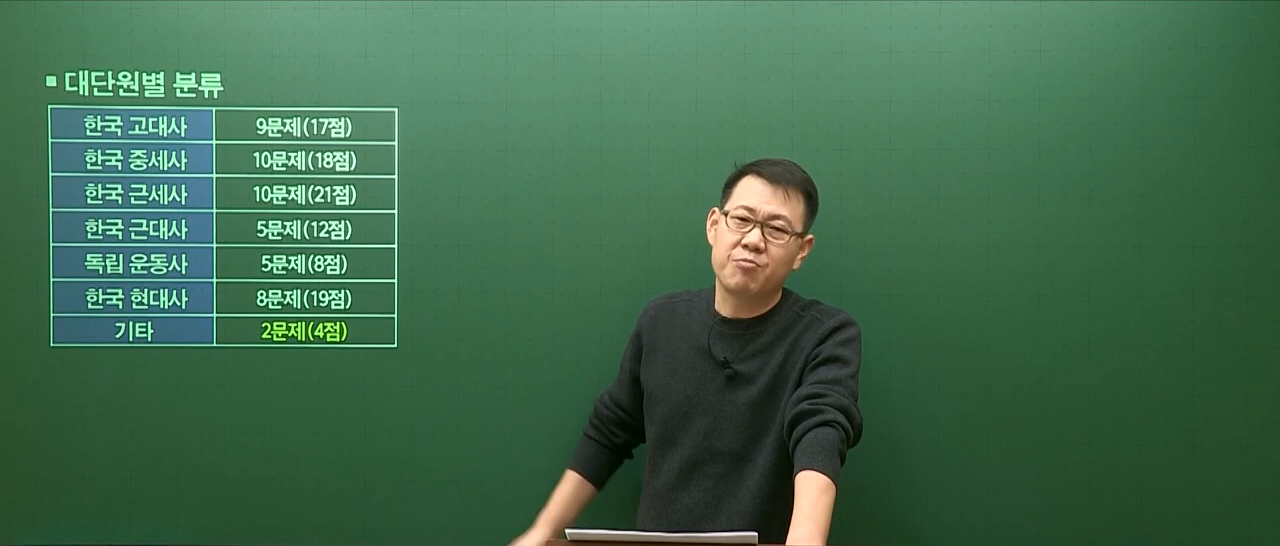 ▪ 대단원별 분류
한국 고대사 9문제(17점)
한국 중세사 10문제(18점)
한국 근세사 10문제(21점)
한국 근대사 5문제(12점)
독립 운동사 5문제(8점)
한국 현대사 8문제(19점)
기타 2문제(4점)